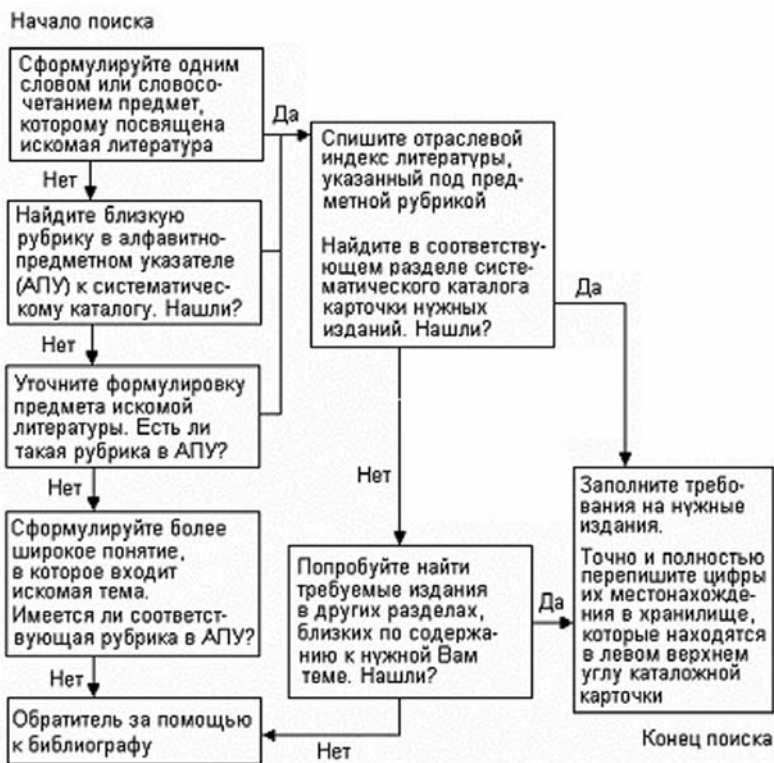 Начало поиска
Сформулируйте одним
словом или словосо-
четанием предмет,
которому посвящена
искомая литература
Да
Нет
Найдите близкую
рубрику в алфавитно-
предметном указателе
(АПУ) к систематиче-
скому каталогу. Нашли?
Нет
Уточните формулировку
предмета искомой
литературы. Есть ли
такая рубрика в АПУ?
Нет
Сформулируйте более
широкое понятие,
в которое входит
искомая тема.
Имеется ли соответст-
вующая рубрика в АПУ?
Нет
Обратитель за помощью
к библиографу
Спишите отраслевой
индекс литературы,
указанный под пред-
метной рубрикой
Найдите в соответствую-
щем разделе систе-
матического каталога
карточки нужных
изданий. Нашли?
Да
Нет
Попробуйте найти
требуемые издания
в других разделах,
близких по содержа-
нию к нужной Вам
теме. Нашли?
Да
Нет
Заполните требо-
вания на нужные
издания.
Точно и полностью
перепишите цифры
их местонахожде-
ния в хранилище,
которые находятся
в левом верхнем
углу каталожной
карточки
Конец поиска